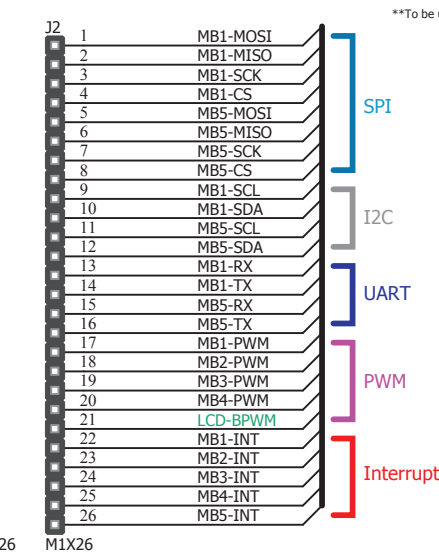 **To be
J2
1 MB1-MOSI
2 MB1-MISO
3 MB1-SCK
4 MB1-CS
5 MB5-MOSI
6 MB5-MISO
7 MB5-SCK
8 MB5-CS
SPI
9 MB1-SCL
10 MB1-SDA
11 MB5-SCL
12 MB5-SDA
I2C
13 MB1-RX
14 MB1-TX
15 MB5-RX
16 MB5-TX
UART
17 MB1-PWM
18 MB2-PWM
19 MB3-PWM
20 MB4-PWM
21 LCD-BPWM
PWM
22 MB1-INT
23 MB2-INT
24 MB3-INT
25 MB4-INT
26 MB5-INT
Interrupt
26 M1X26